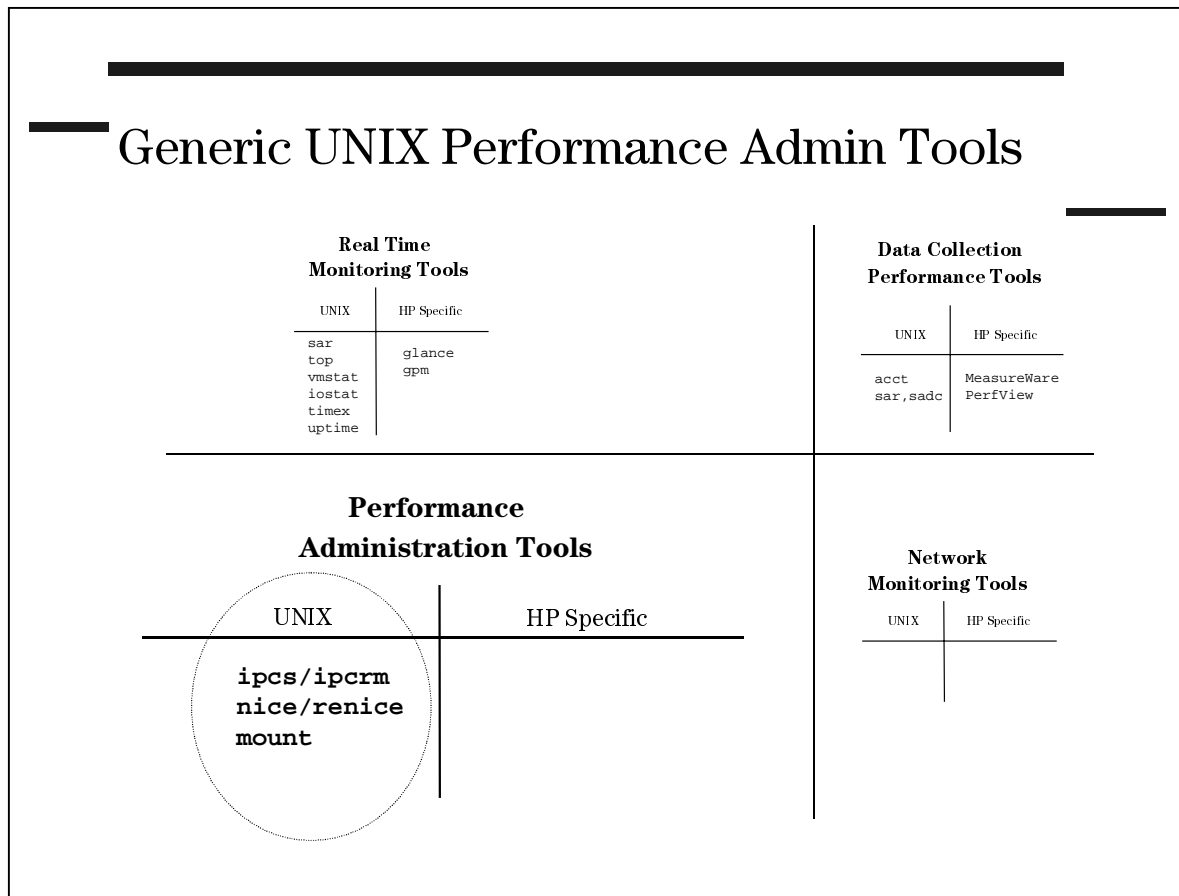 Generic UNIX Performance Admin Tools
Real Time
Monitoring Tools
UNIX
HP Specific
sar
top
vmstat
iostat
timex
uptime
glance
gpm
Data Collection
Performance Tools
UNIX
HP Specific
acct
sar,sadc
MeasureWare
PerfView
Performance
Administration Tools
UNIX
HP Specific
ipcs/ipcrm
nice/renice
mount
Network
Monitoring Tools
UNIX
HP Specific